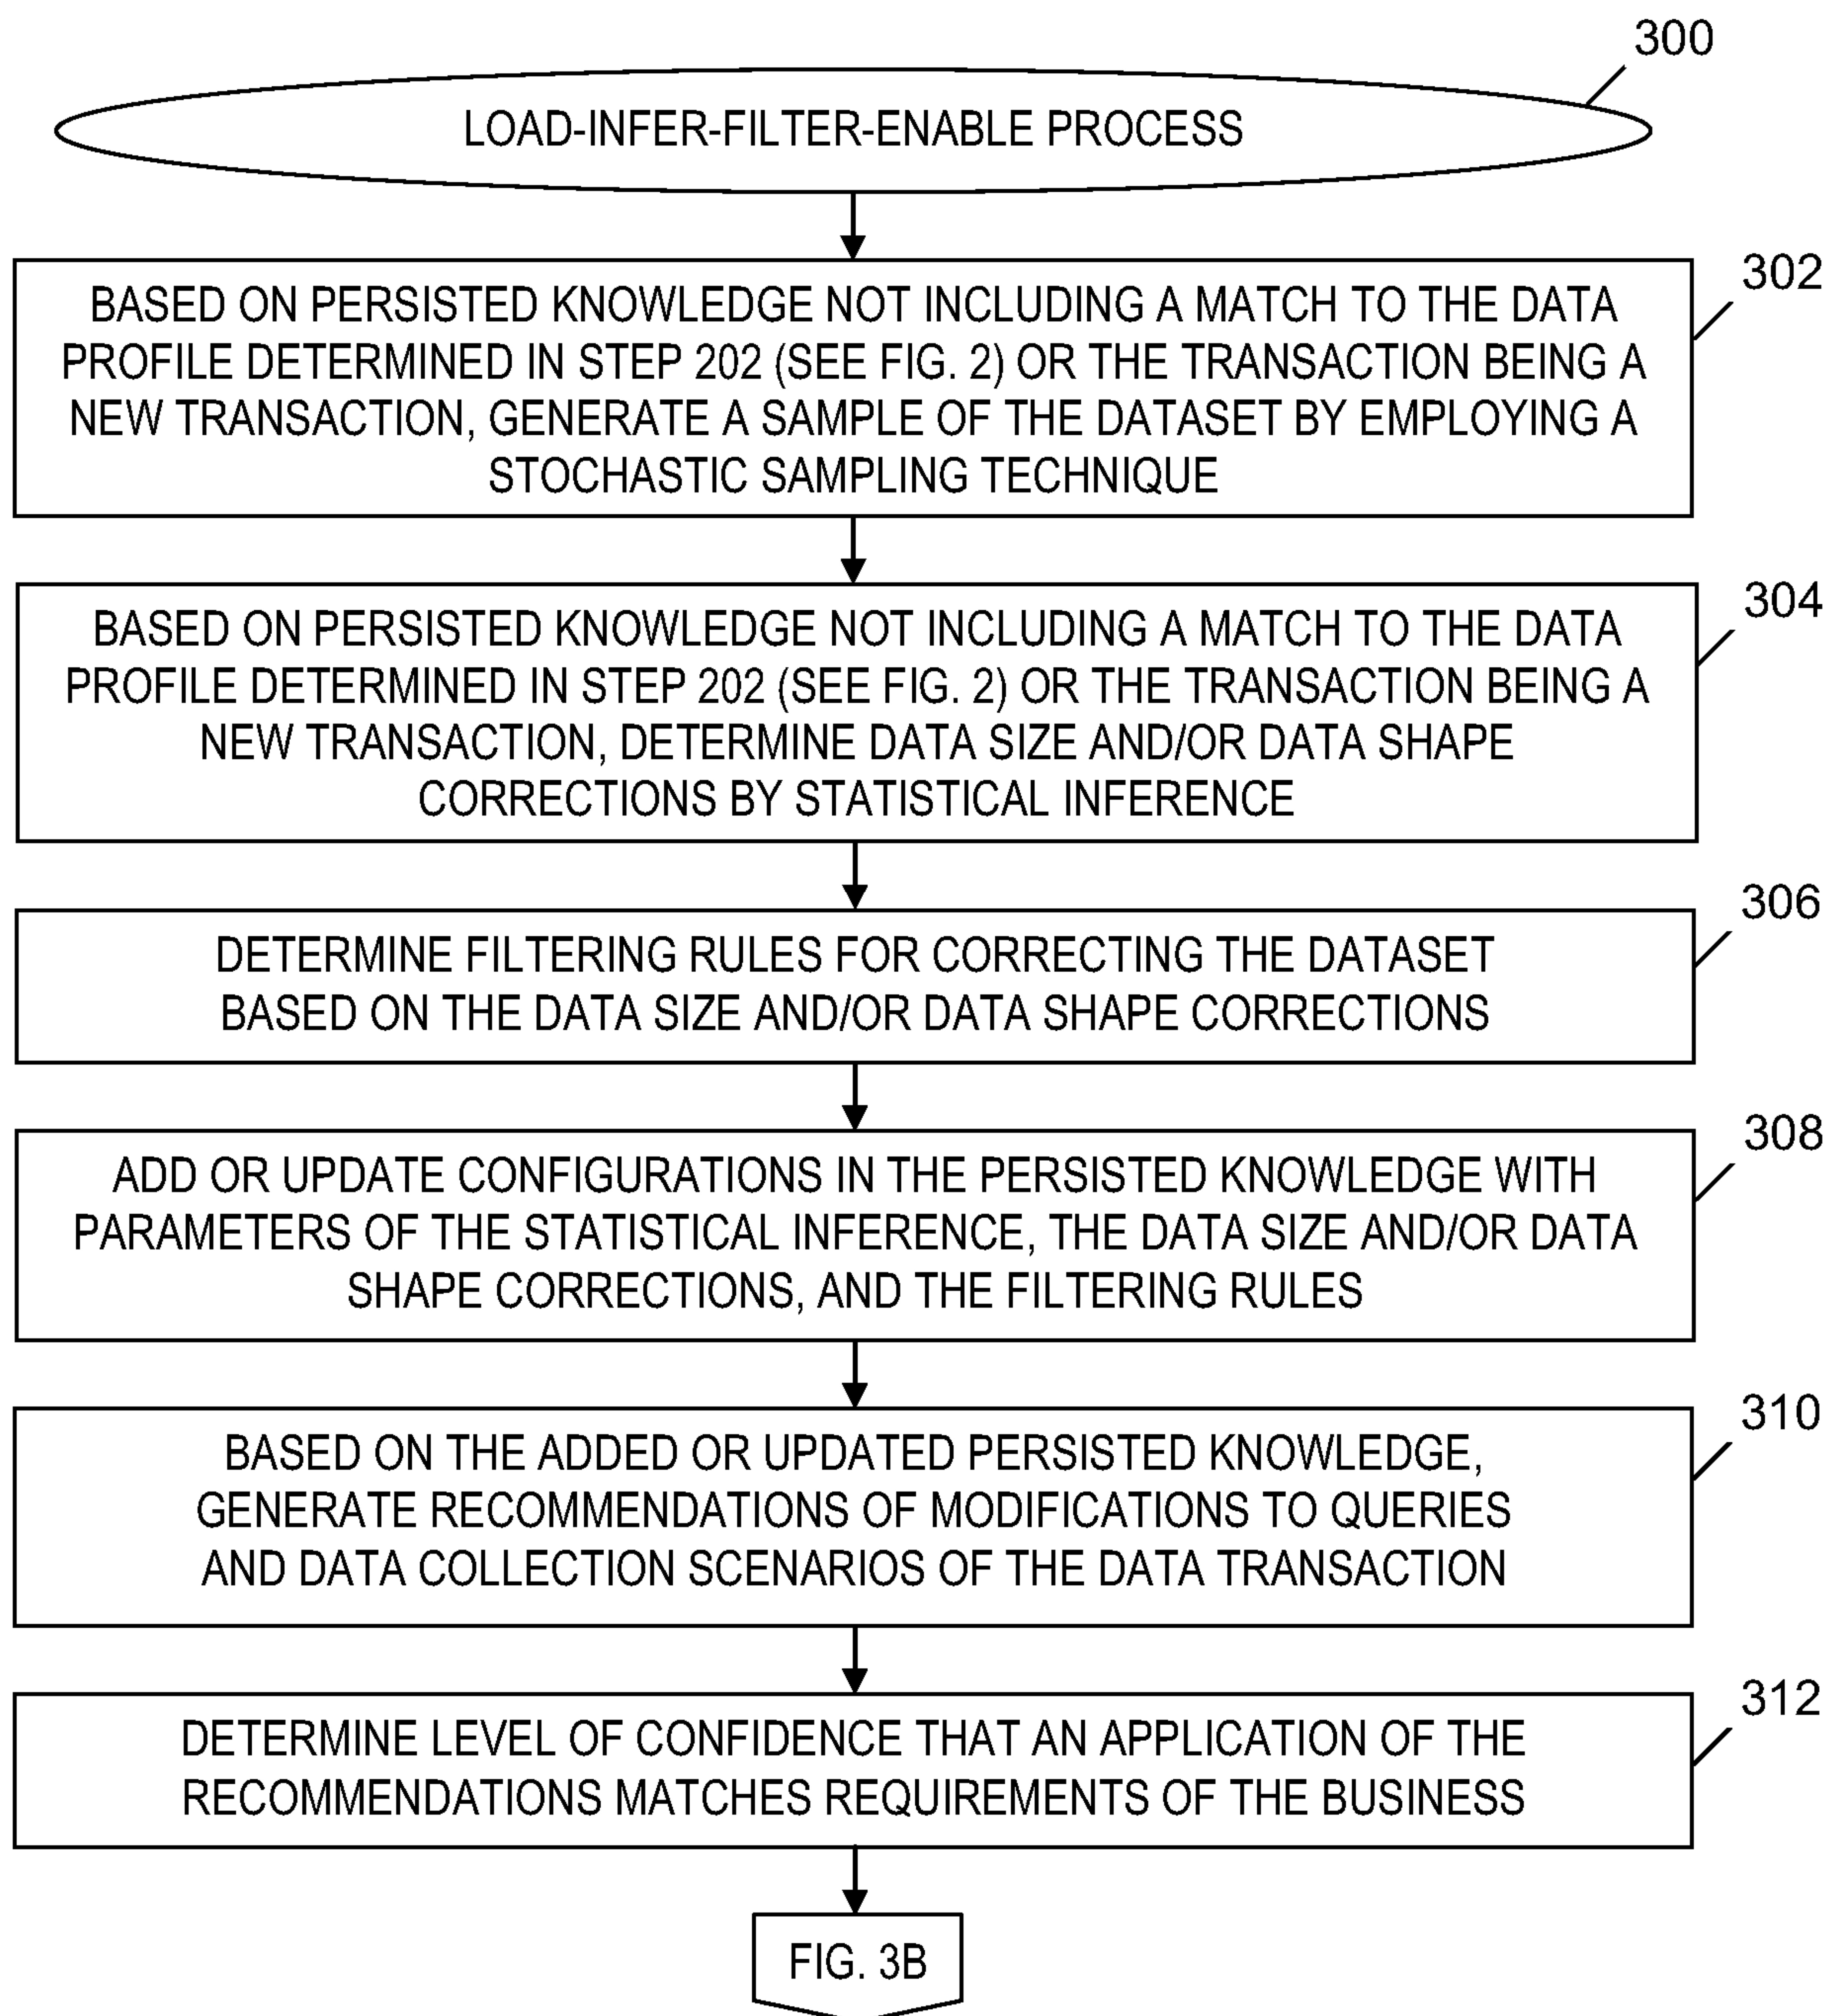 300
LOAD-INFER-FILTER-ENABLE PROCESS
302
BASED ON PERSISTED KNOWLEDGE NOT INCLUDING A MATCH TO THE DATA
PROFILE DETERMINED IN STEP 202 (SEE FIG. 2) OR THE TRANSACTION BEING A
NEW TRANSACTION, GENERATE A SAMPLE OF THE DATASET BY EMPLOYING A
STOCHASTIC SAMPLING TECHNIQUE
304
BASED ON PERSISTED KNOWLEDGE NOT INCLUDING A MATCH TO THE DATA
PROFILE DETERMINED IN STEP 202 (SEE FIG. 2) OR THE TRANSACTION BEING A
NEW TRANSACTION, DETERMINE DATA SIZE AND/OR DATA SHAPE
CORRECTIONS BY STATISTICAL INFERENCE
306
DETERMINE FILTERING RULES FOR CORRECTING THE DATASET
BASED ON THE DATA SIZE AND/OR DATA SHAPE CORRECTIONS
308
ADD OR UPDATE CONFIGURATIONS IN THE PERSISTED KNOWLEDGE WITH
PARAMETERS OF THE STATISTICAL INFERENCE, THE DATA SIZE AND/OR DATA
SHAPE CORRECTIONS, AND THE FILTERING RULES
310
BASED ON THE ADDED OR UPDATED PERSISTED KNOWLEDGE,
GENERATE RECOMMENDATIONS OF MODIFICATIONS TO QUERIES
AND DATA COLLECTION SCENARIOS OF THE DATA TRANSACTION
312
DETERMINE LEVEL OF CONFIDENCE THAT AN APPLICATION OF THE
RECOMMENDATIONS MATCHES REQUIREMENTS OF THE BUSINESS
FIG. 3B